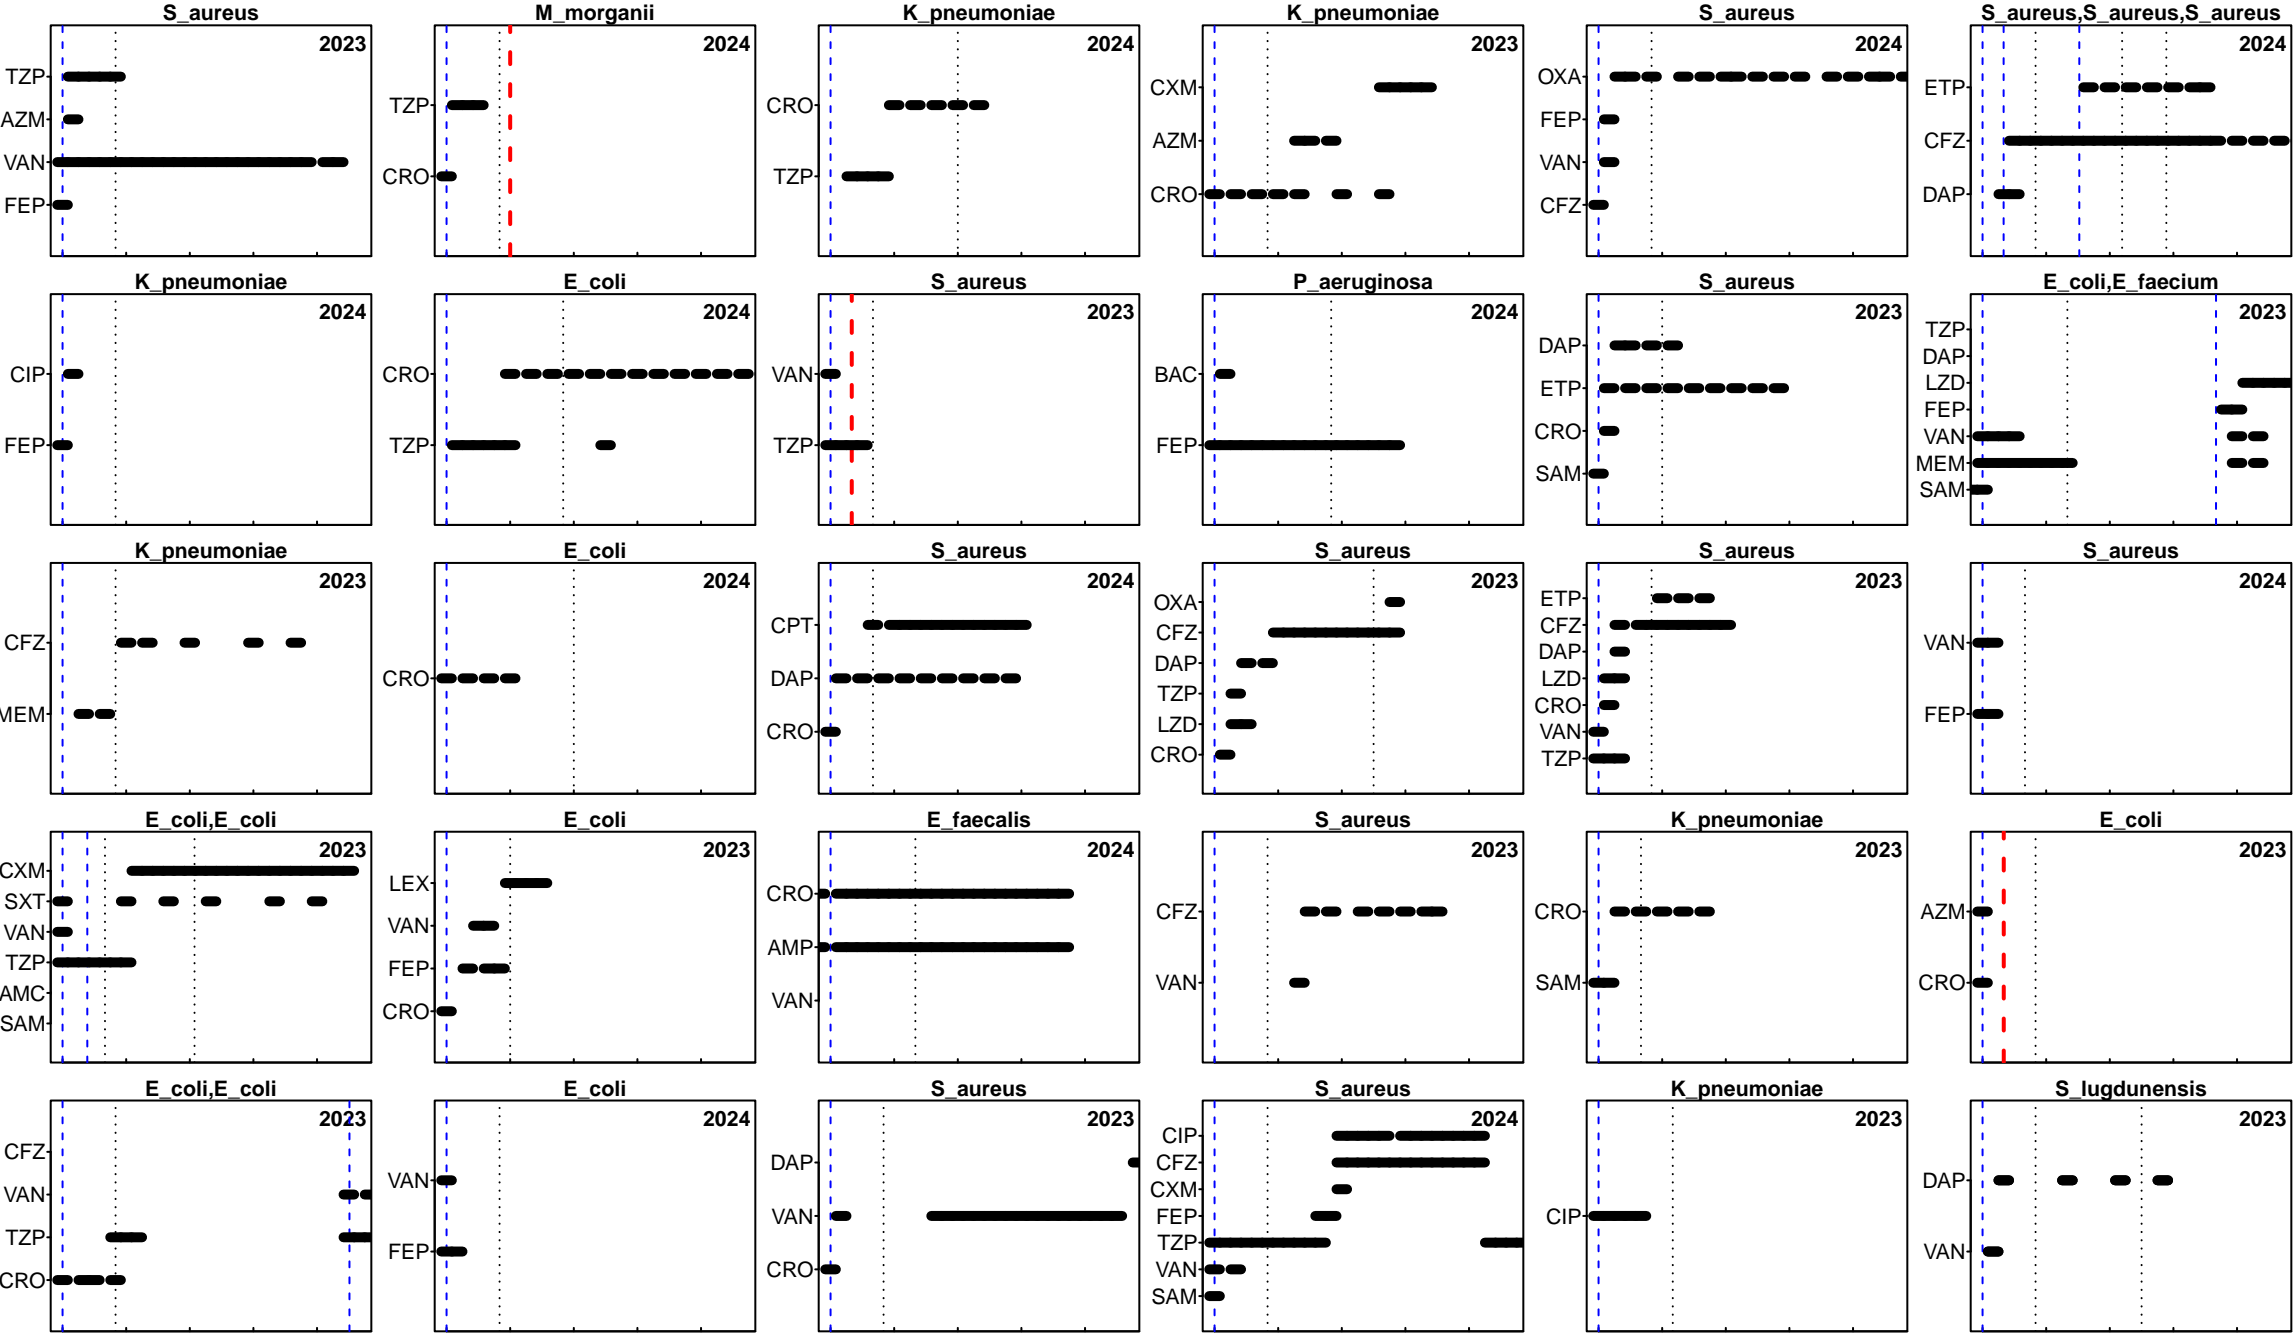 S_aureus
2023
TZP
AZM
VAN
FEP
M_morganii
2024
TZP
CRO
K_pneumoniae
2024
CRO
TZP
K_pneumoniae
2023
CXM
AZM
CRO
S_aureus
2024
OXA
FEP
VAN
CFZ
S_aureus,S_aureus,S_aureus
2024
ETP
CFZ
DAP
K_pneumoniae
2024
CIP
FEP
E_coli
2024
CRO
TZP
S_aureus
2023
VAN
TZP
P_aeruginosa
2024
BAC
FEP
S_aureus
2023
DAP
ETP
CRO
SAM
E_coli,E_faecium
2023
TZP
DAP
LZD
FEP
VAN
MEM
SAM
K_pneumoniae
2023
CFZ
MEM
E_coli
2024
CRO
S_aureus
2024
CPT
DAP
CRO
S_aureus
2023
OXA
CFZ
DAP
TZP
LZD
CRO
S_aureus
2023
ETP
CFZ
DAP
LZD
CRO
VAN
TZP
S_aureus
2024
VAN
FEP
E_coli,E_coli
2023
CXM
SXT
VAN
TZP
AMC
SAM
E_coli
2023
LEX
VAN
FEP
CRO
E_faecalis
2024
CRO
AMP
VAN
S_aureus
2023
CFZ
VAN
K_pneumoniae
2023
CRO
SAM
E_coli
2023
AZM
CRO
E_coli,E_coli
2023
CFZ
VAN
TZP
CRO
E_coli
2024
VAN
FEP
S_aureus
2023
DAP
VAN
CRO
S_aureus
2024
CIP
CFZ
CXM
FEP
TZP
VAN
SAM
K_pneumoniae
2023
CIP
S_lugdunensis
2023
DAP
VAN